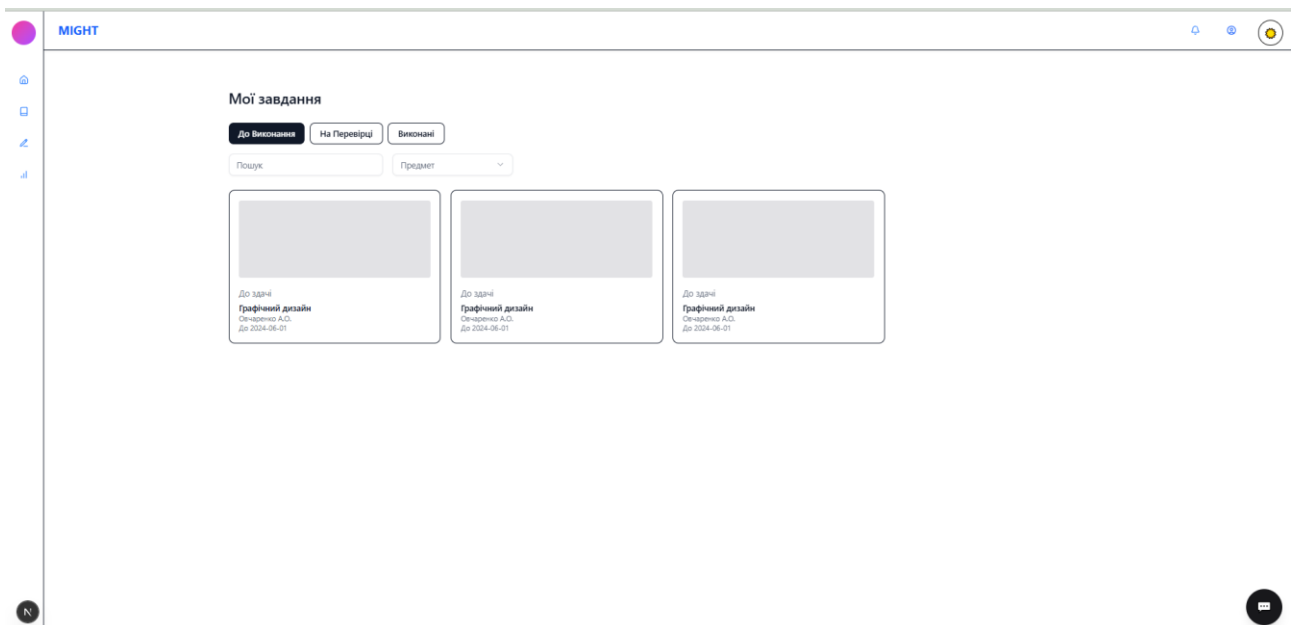 MIGHT
Мої завдання
До Виконання
На Перевірці
Виконані
Пошук
Предмет
До здачі
Графічний дизайн
Овчаренко А.О.
До 2024-06-01
До здачі
Графічний дизайн
Овчаренко А.О.
До 2024-06-01
До здачі
Графічний дизайн
Овчаренко А.О.
До 2024-06-01
N